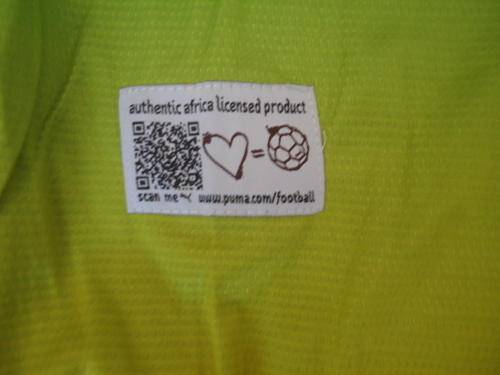 authentic africa licensed product
=
scan me www.puma.com/football